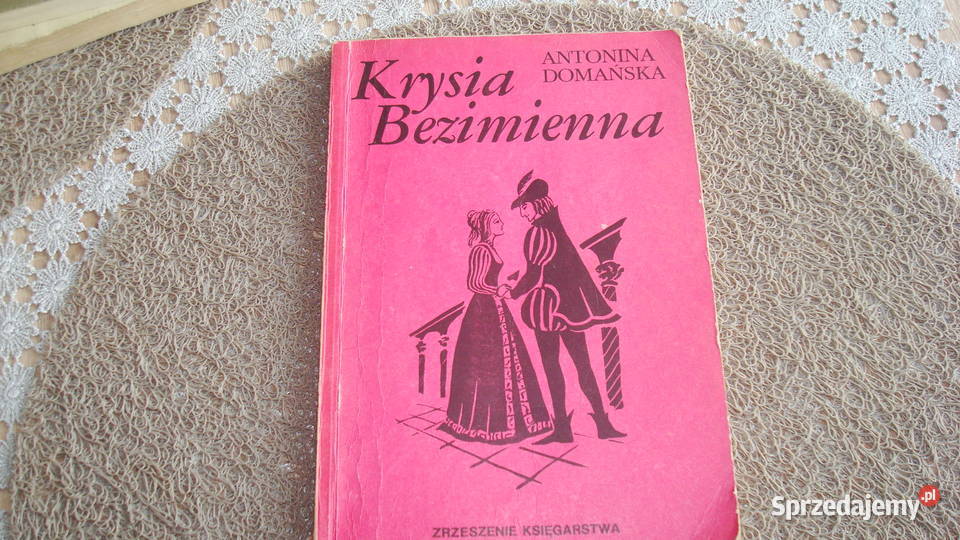 ANTONINA
DOMAŃSKA
Krysia
Bezimienna
ZRZESZENIE KSIĘGARSTWA
Sprzedajemy.pl